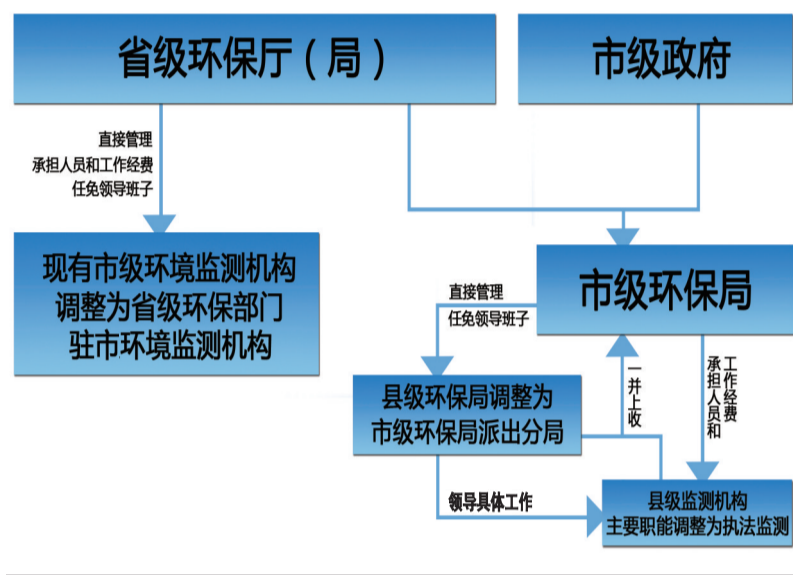 省级环保厅（局）
市级政府
直接管理
承担人员和工作经费
任免领导班子
现有市级环境监测机构
调整为省级环保部门
驻市环境监测机构
市级环保局
直接管理
任免领导班子
县级环保局调整为
市级环保局派出分局
一并上收
承担人员和
工作经费
领导具体工作
县级监测机构
主要职能调整为执法监测